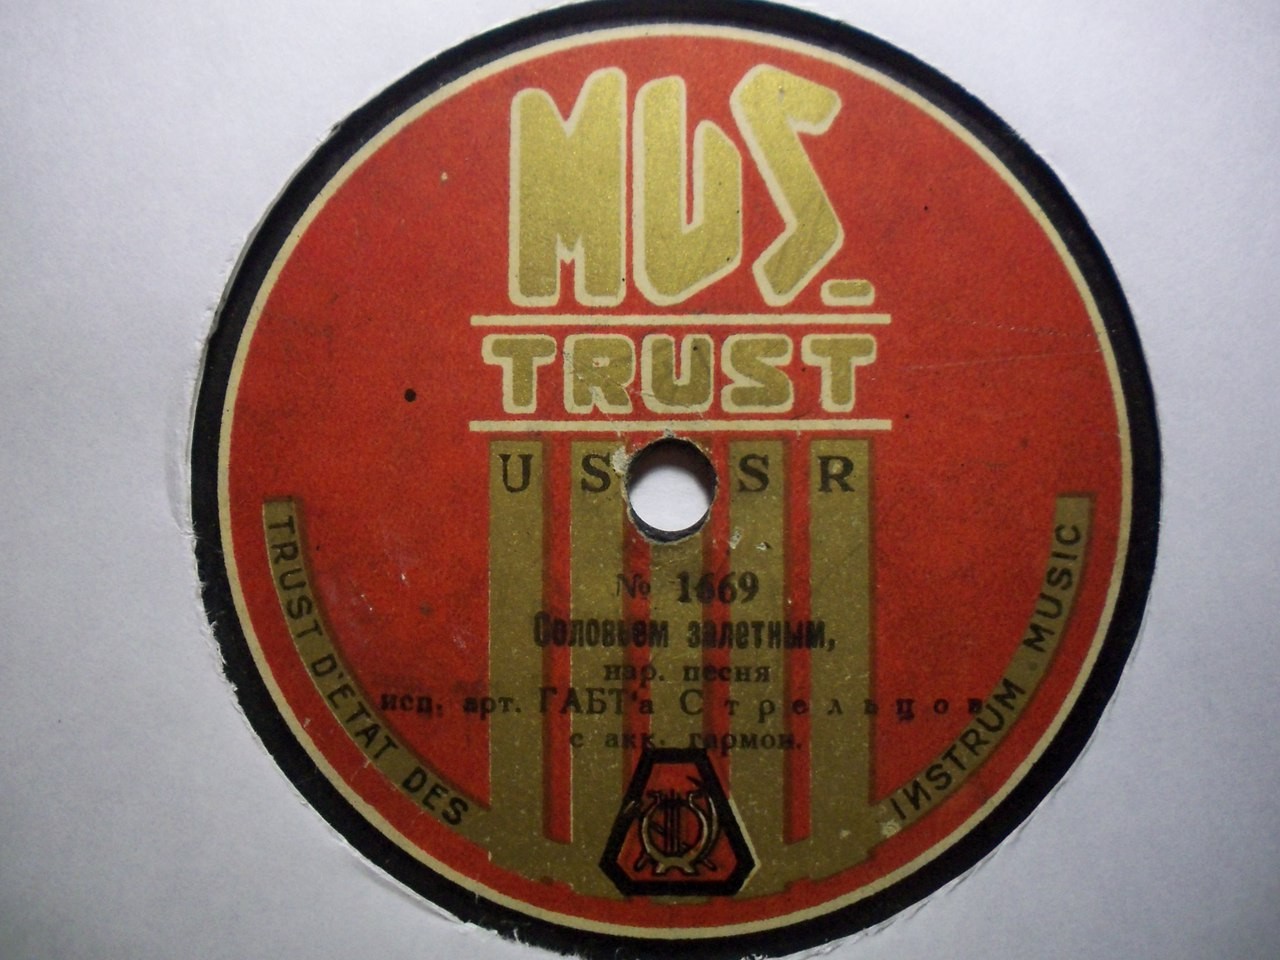 MUS.
TRUST
U S S R
№ 1669
Соловьем залетным,
нар. песня
исп. арт. ГАБТ'а Стрельцов
с акк. гармон.
TRUST D'ETAT DES
INSTRUM. MUSIC